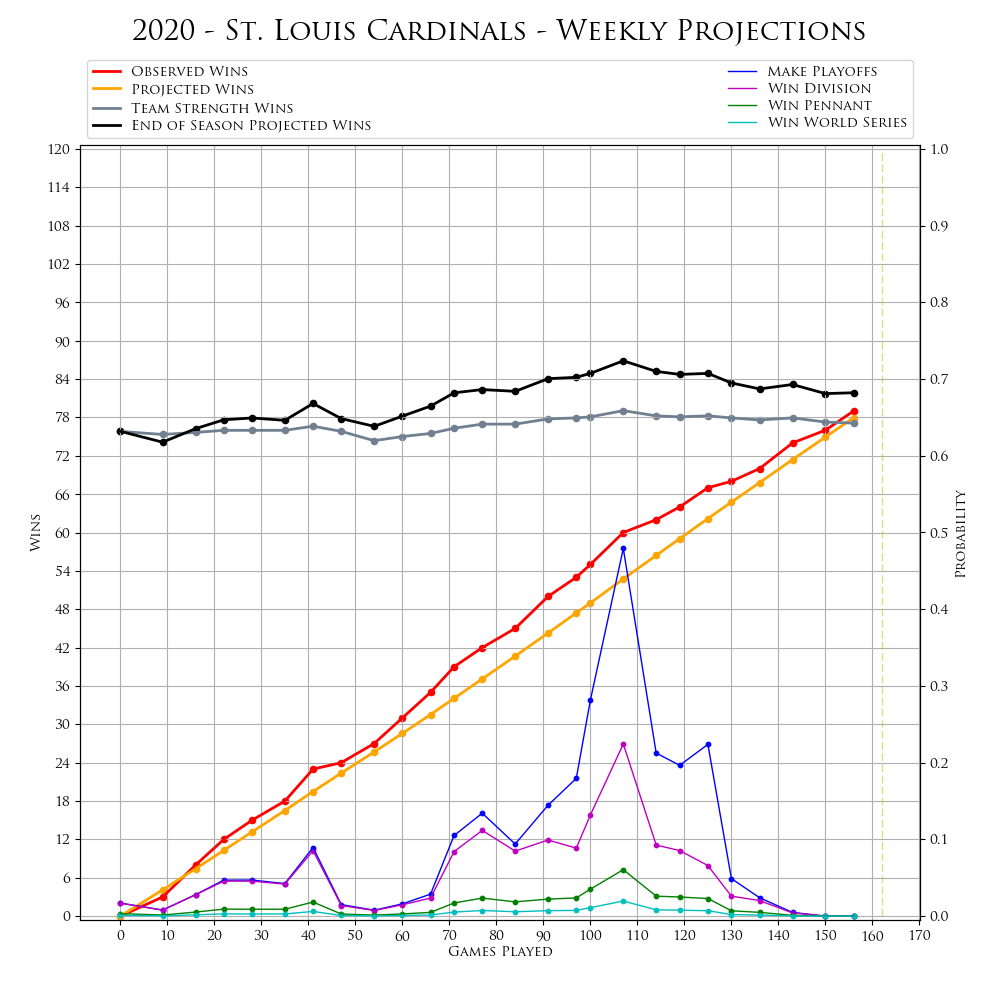 2020 - St. Louis Cardinals - Weekly Projections
Observed Wins
Projected Wins
Team Strength Wins
End of Season Projected Wins
Make Playoffs
Win Division
Win Pennant
Win World Series
120
114
108
102
96
90
84
78
72
66
60
54
48
42
36
30
24
18
12
6
0
Wins
1.0
0.9
0.8
0.7
0.6
0.5
0.4
0.3
0.2
0.1
0.0
Probability
0 10 20 30 40 50 60 70 80 90 100 110 120 130 140 150 160 170
Games Played